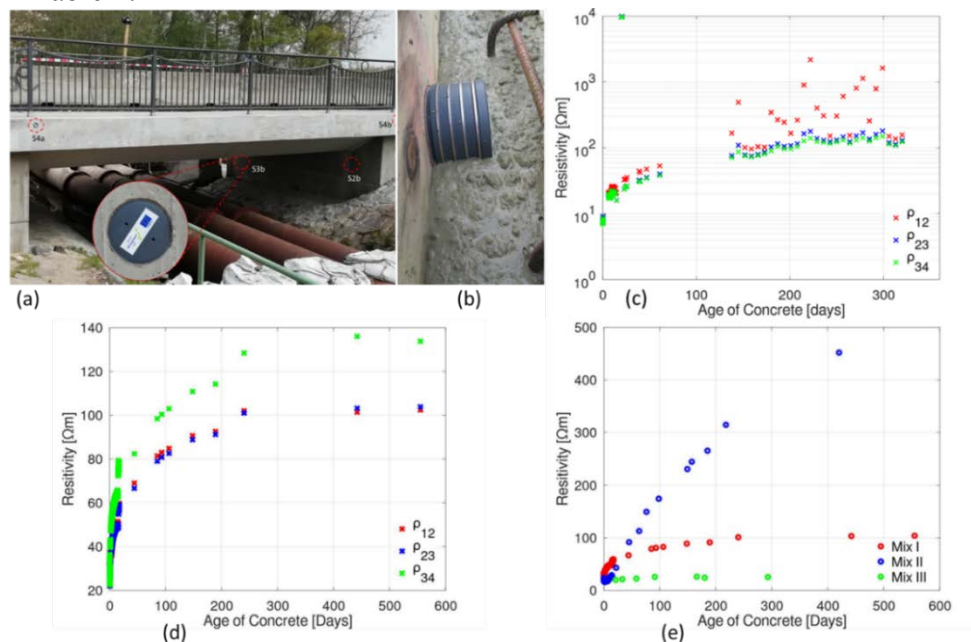 S4a
S4b
S3b
S2b
(a)
(b)
10⁴
10³
10²
10¹
10⁰
Resistivity [Ωm]
0
100
200
300
Age of Concrete [days]
ρ₁₂
ρ₂₃
ρ₃₄
(c)
140
120
100
80
60
40
20
Resitivity [Ωm]
0
100
200
300
400
500
600
Age of Concrete [Days]
ρ₁₂
ρ₂₃
ρ₃₄
(d)
500
400
300
200
100
0
Resitivity [Ωm]
0
100
200
300
400
500
600
Age of Concrete [Days]
Mix I
Mix II
Mix III
(e)